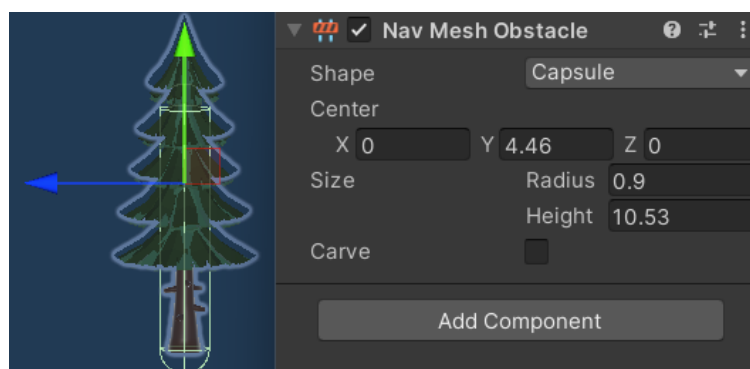 Nav Mesh Obstacle
Shape Capsule
Center
X 0 Y 4.46 Z 0
Size Radius 0.9
Height 10.53
Carve
Add Component